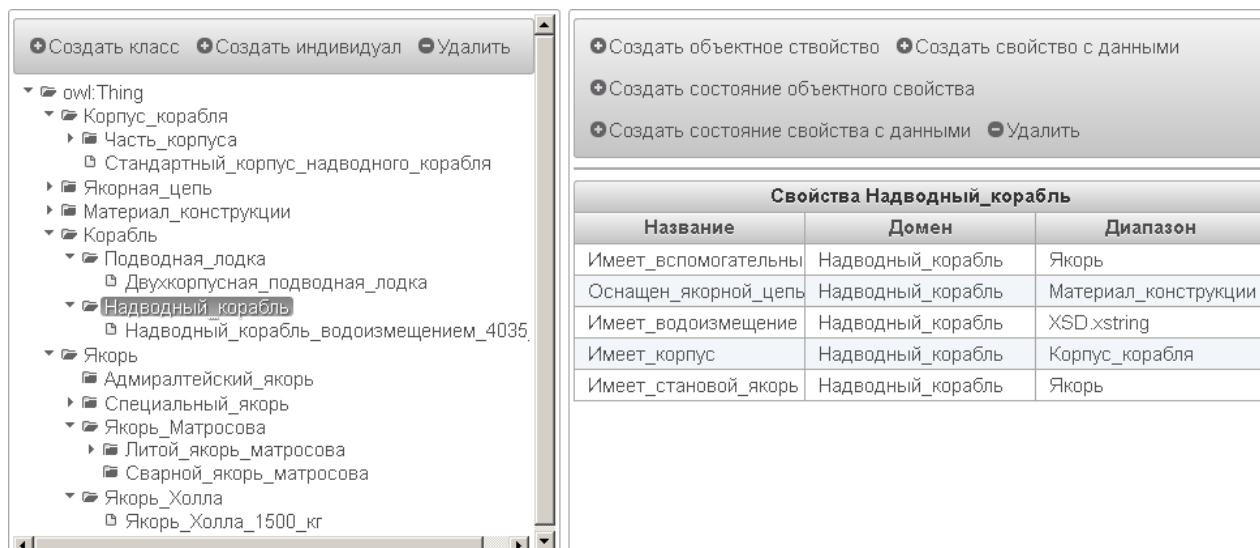 Создать класс Создать индивидуал Удалить
owl:Thing
Корпус_корабля
Часть_корпуса
Стандартный_корпус_надводного_корабля
Якорная_цепь
Материал_конструкции
Корабль
Подводная_лодка
Двухкорпусная_подводная_лодка
Надводный_корабль
Надводный_корабль_водоизмещением_4035_
Якорь
Адмиралтейский_якорь
Специальный_якорь
Якорь_Матросова
Литой_якорь_матросова
Сварной_якорь_матросова
Якорь_Холла
Якорь_Холла_1500_кг
Создать объектное ствойство Создать свойство с данными
Создать состояние объектного свойства
Создать состояние свойства с данными Удалить
Свойства Надводный_корабль
Название Домен Диапазон
Имеет_вспомогательны Надводный_корабль Якорь
Оснащен_якорной_цепь Надводный_корабль Материал_конструкции
Имеет_водоизмещение Надводный_корабль XSD.xstring
Имеет_корпус Надводный_корабль Корпус_корабля
Имеет_становой_якорь Надводный_корабль Якорь